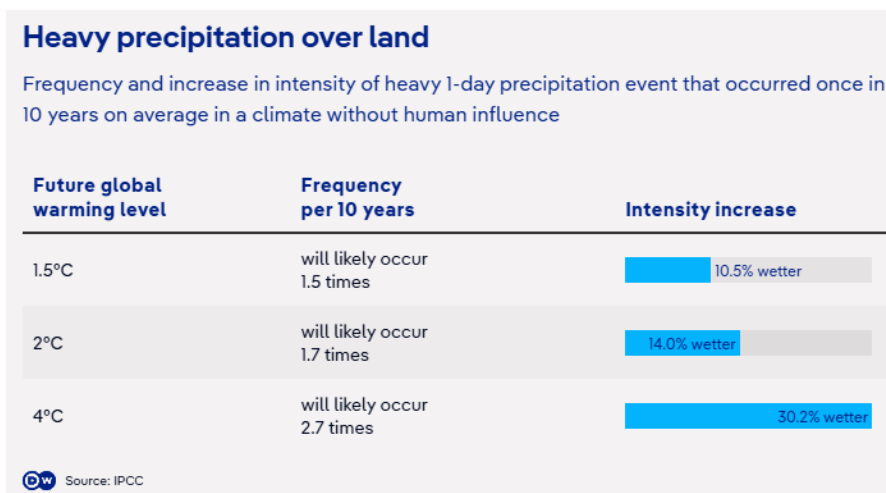 Heavy precipitation over land
Frequency and increase in intensity of heavy 1-day precipitation event that occurred once in
10 years on average in a climate without human influence
Future global
warming level
Frequency
per 10 years
Intensity increase
1.5°C
will likely occur
1.5 times
10.5% wetter
2°C
will likely occur
1.7 times
14.0% wetter
4°C
will likely occur
2.7 times
30.2% wetter
DW Source: IPCC